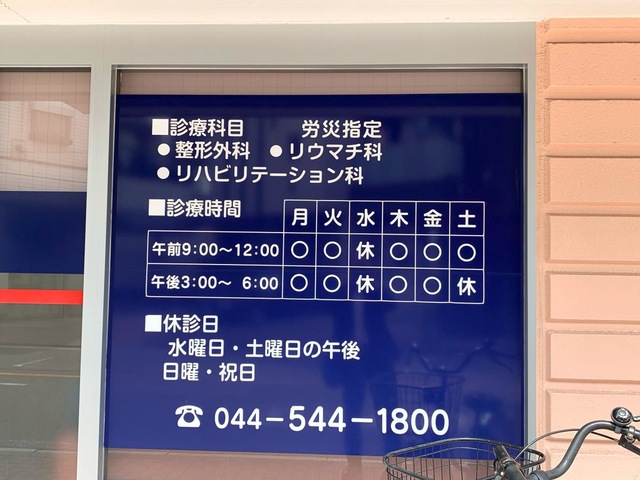 ■診療科目 労災指定
●整形外科 ●リウマチ科
●リハビリテーション科
■診療時間 月 火 水 木 金 土
午前9:00〜12:00 ○ ○ 休 ○ ○ ○
午後3:00〜 6:00 ○ ○ 休 ○ ○ 休
■休診日
水曜日・土曜日の午後
日曜・祝日
☎ 044-544-1800